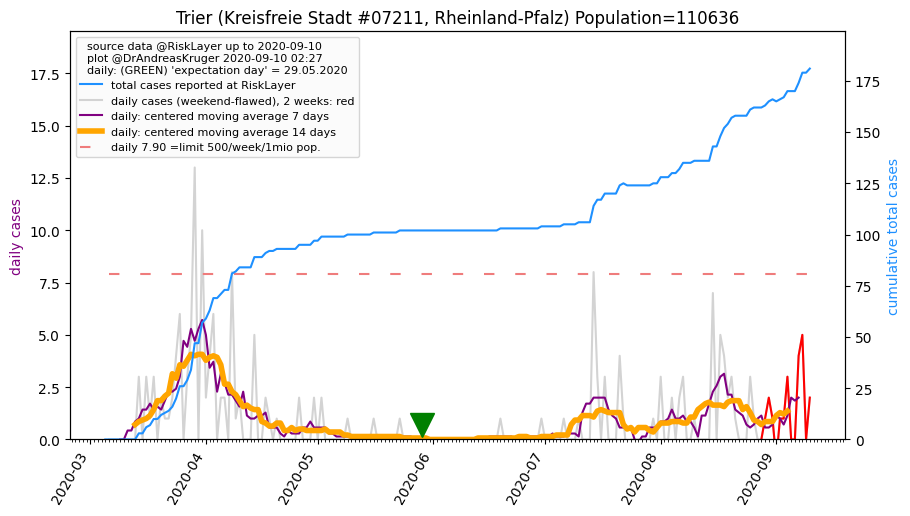 Trier (Kreisfreie Stadt #07211, Rheinland-Pfalz) Population=110636
source data @RiskLayer up to 2020-09-10
plot @DrAndreasKruger 2020-09-10 02:27
daily: (GREEN) 'expectation day' = 29.05.2020
total cases reported at RiskLayer
daily cases (weekend-flawed), 2 weeks: red
daily: centered moving average 7 days
daily: centered moving average 14 days
daily 7.90 =limit 500/week/1mio pop.
daily cases
17.5
15.0
12.5
10.0
7.5
5.0
2.5
0.0
cumulative total cases
175
150
125
100
75
50
25
0
2020-03
2020-04
2020-05
2020-06
2020-07
2020-08
2020-09